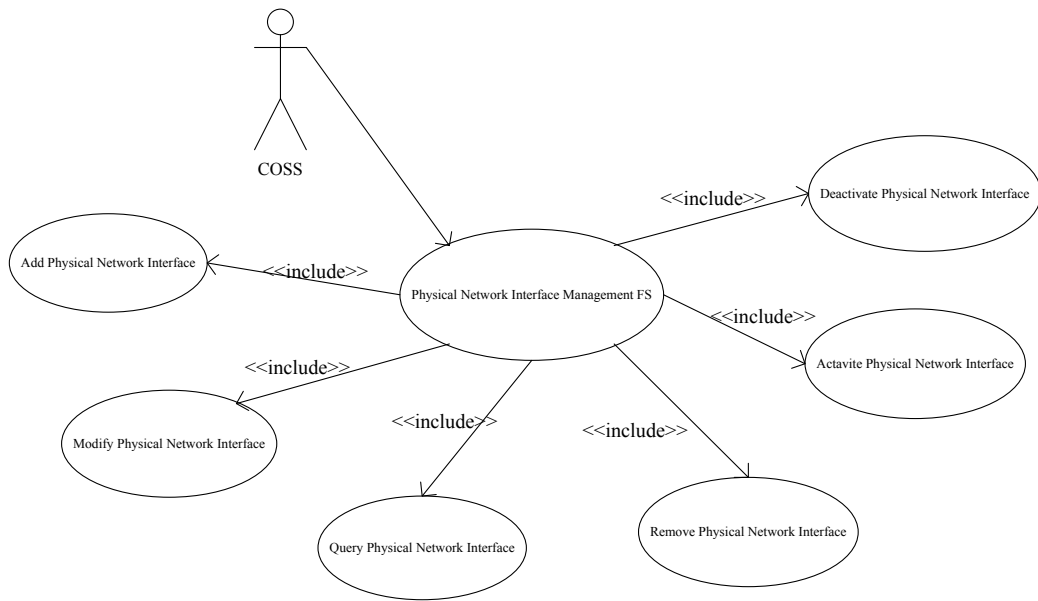 COSS
Deactivate Physical Network Interface
<<include>>
Add Physical Network Interface
<<include>>
Physical Network Interface Management FS
<<include>>
Actavite Physical Network Interface
<<include>>
Modify Physical Network Interface
<<include>>
<<include>>
Query Physical Network Interface
Remove Physical Network Interface